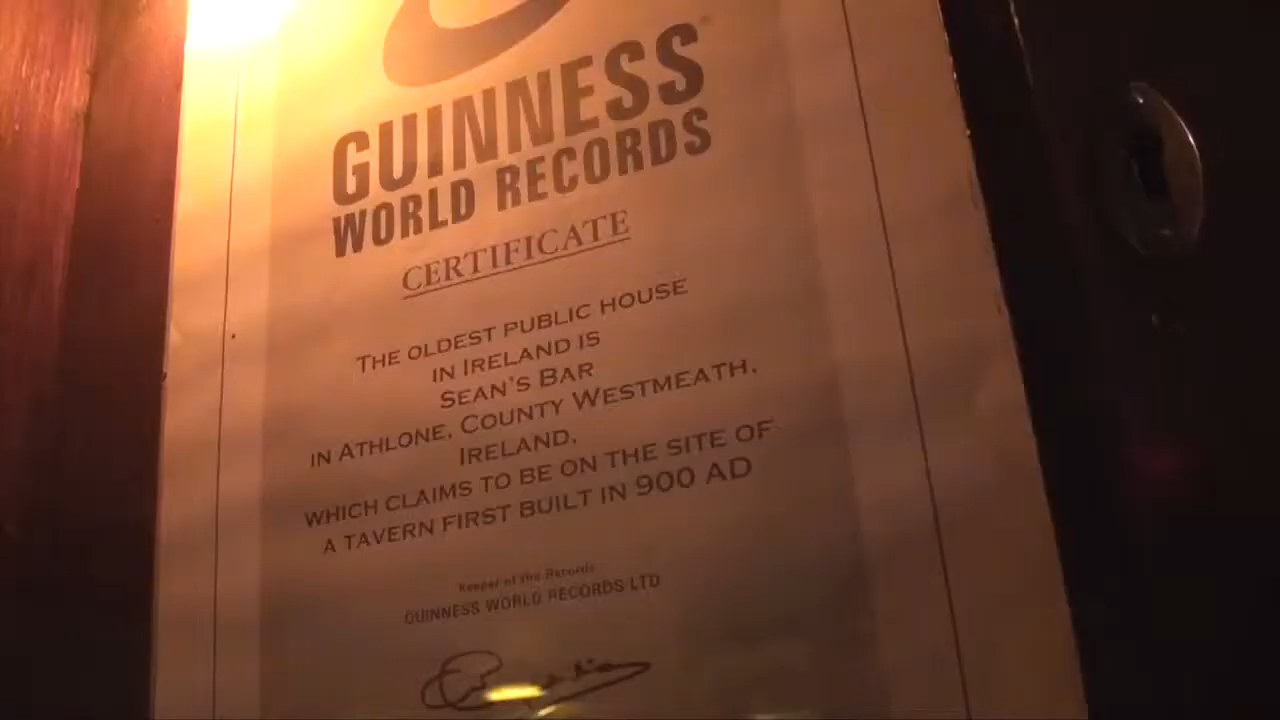 GUINNESS
WORLD RECORDS
CERTIFICATE
THE OLDEST PUBLIC HOUSE
IN IRELAND IS
SEAN'S BAR
IN ATHLONE, COUNTY WESTMEATH,
IRELAND,
WHICH CLAIMS TO BE ON THE SITE OF
A TAVERN FIRST BUILT IN 900 AD
Keeper of the Records
GUINNESS WORLD RECORDS LTD